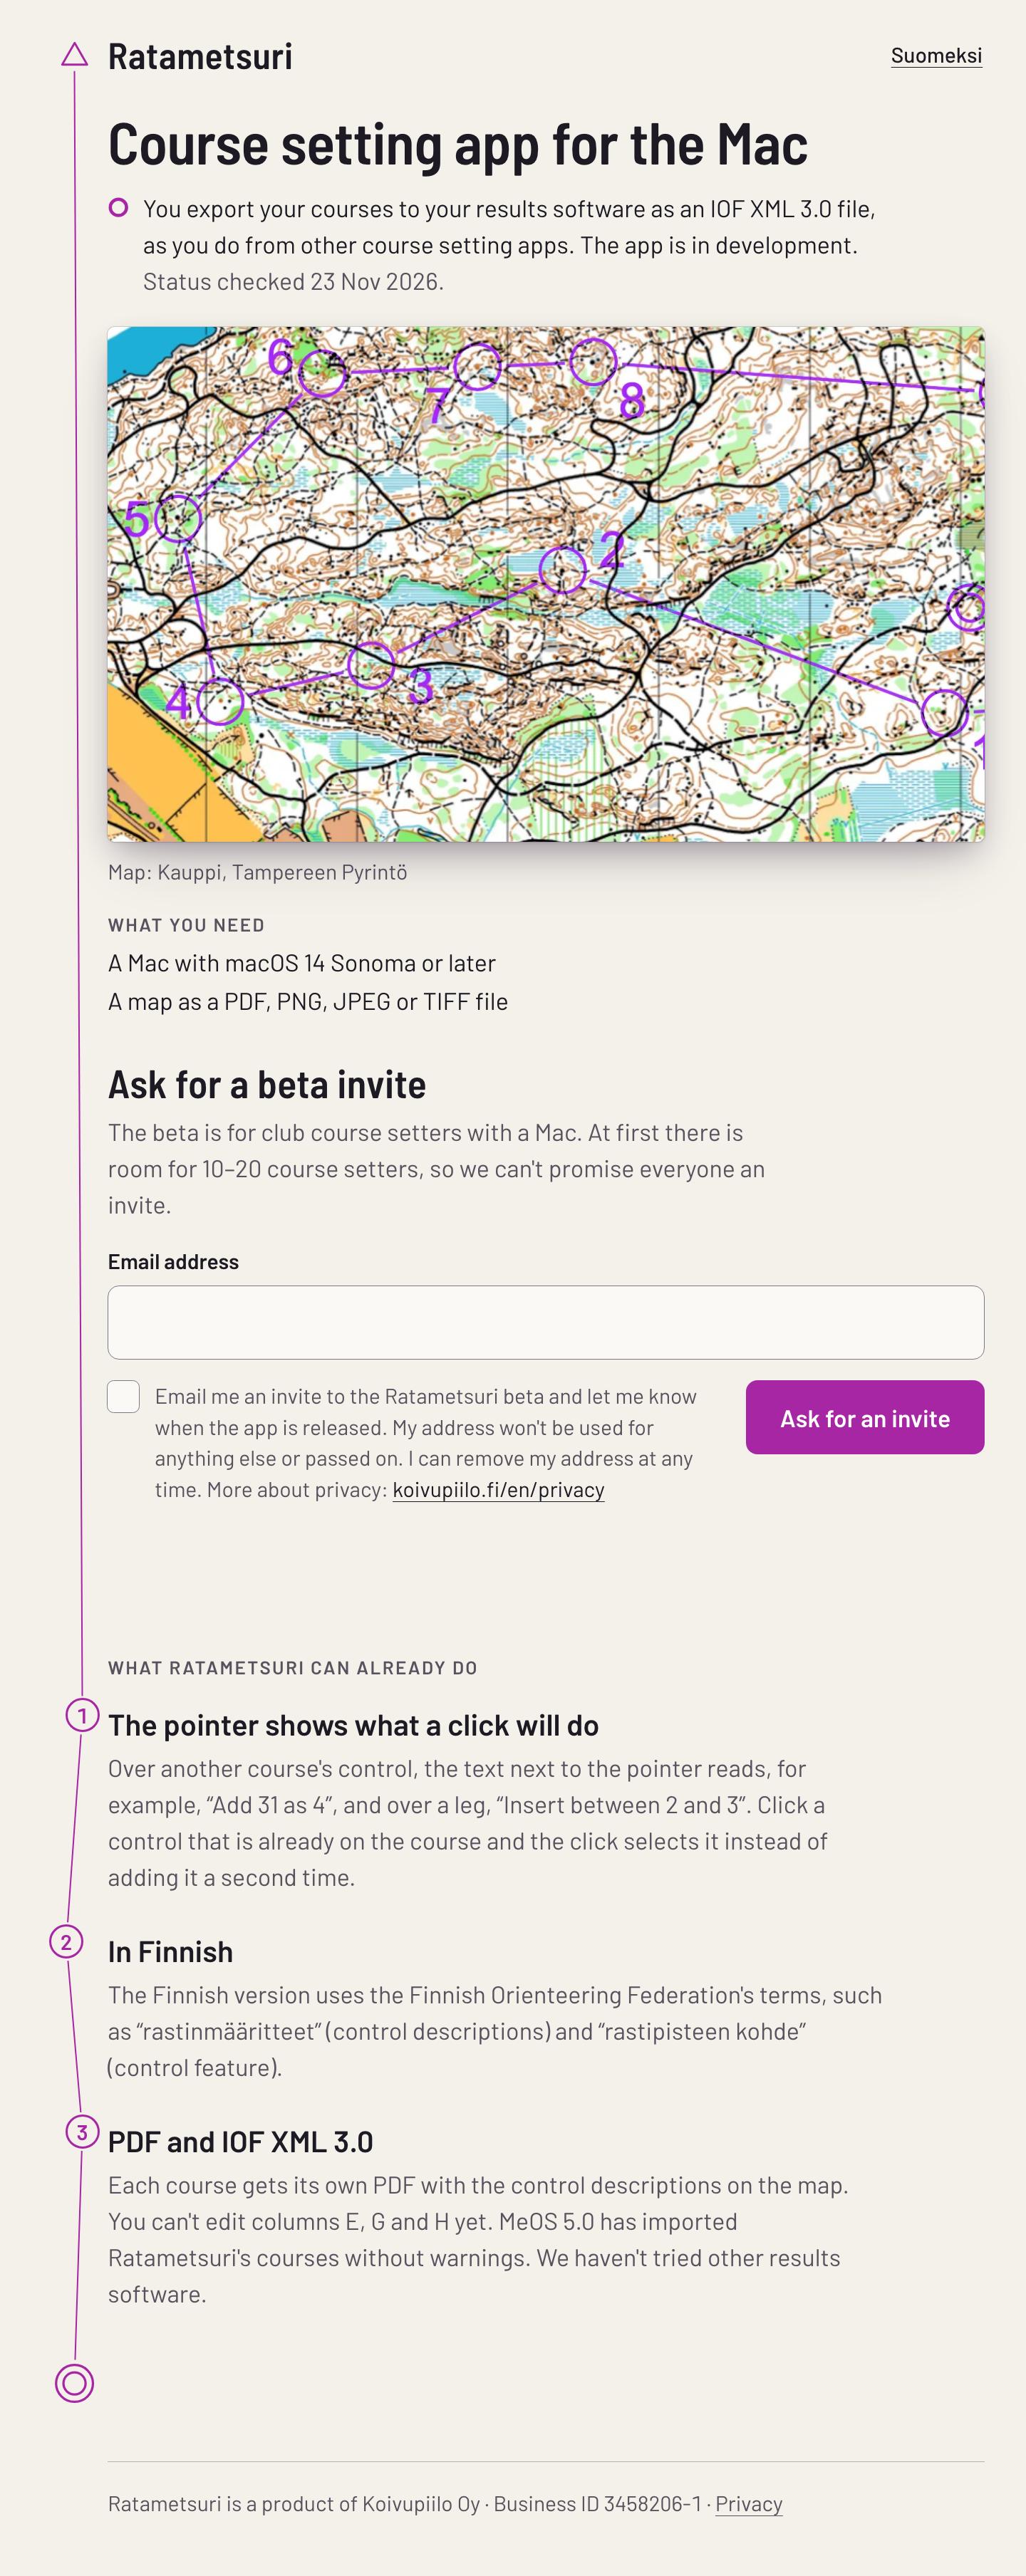 Ratametsuri
Suomeksi
Course setting app for the Mac
You export your courses to your results software as an IOF XML 3.0 file,
as you do from other course setting apps. The app is in development.
Status checked 23 Nov 2026.
6
7
8
5
2
4
3
1
Map: Kauppi, Tampereen Pyrintö
WHAT YOU NEED
A Mac with macOS 14 Sonoma or later
A map as a PDF, PNG, JPEG or TIFF file
Ask for a beta invite
The beta is for club course setters with a Mac. At first there is
room for 10–20 course setters, so we can't promise everyone an
invite.
Email address
Email me an invite to the Ratametsuri beta and let me know
when the app is released. My address won't be used for
anything else or passed on. I can remove my address at any
time. More about privacy: koivupiilo.fi/en/privacy
Ask for an invite
WHAT RATAMETSURI CAN ALREADY DO
1 The pointer shows what a click will do
Over another course's control, the text next to the pointer reads, for
example, “Add 31 as 4”, and over a leg, “Insert between 2 and 3”. Click a
control that is already on the course and the click selects it instead of
adding it a second time.
2 In Finnish
The Finnish version uses the Finnish Orienteering Federation's terms, such
as “rastinmääritteet” (control descriptions) and “rastipisteen kohde”
(control feature).
3 PDF and IOF XML 3.0
Each course gets its own PDF with the control descriptions on the map.
You can't edit columns E, G and H yet. MeOS 5.0 has imported
Ratametsuri's courses without warnings. We haven't tried other results
software.
Ratametsuri is a product of Koivupiilo Oy · Business ID 3458206-1 · Privacy